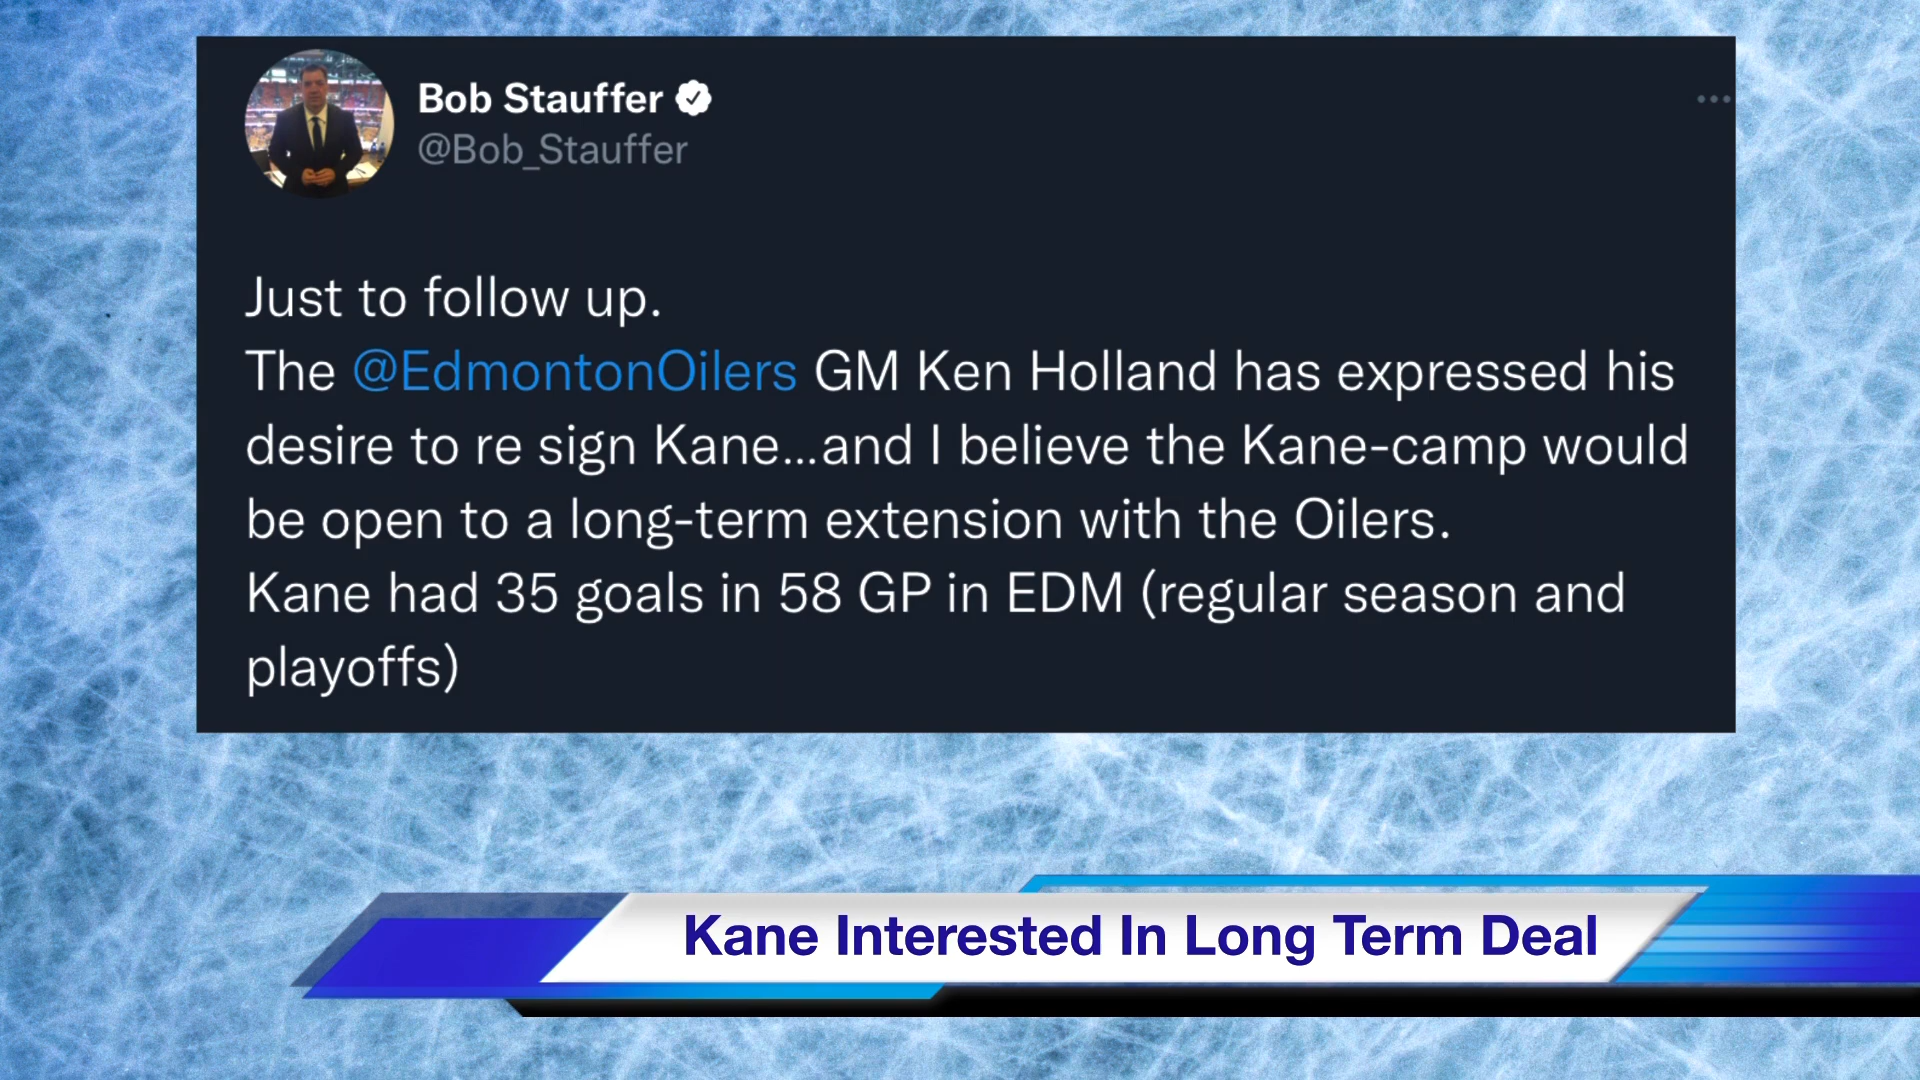 Bob Stauffer
@Bob_Stauffer
Just to follow up.
The @EdmontonOilers GM Ken Holland has expressed his
desire to re sign Kane...and I believe the Kane-camp would
be open to a long-term extension with the Oilers.
Kane had 35 goals in 58 GP in EDM (regular season and
playoffs)
Kane Interested In Long Term Deal